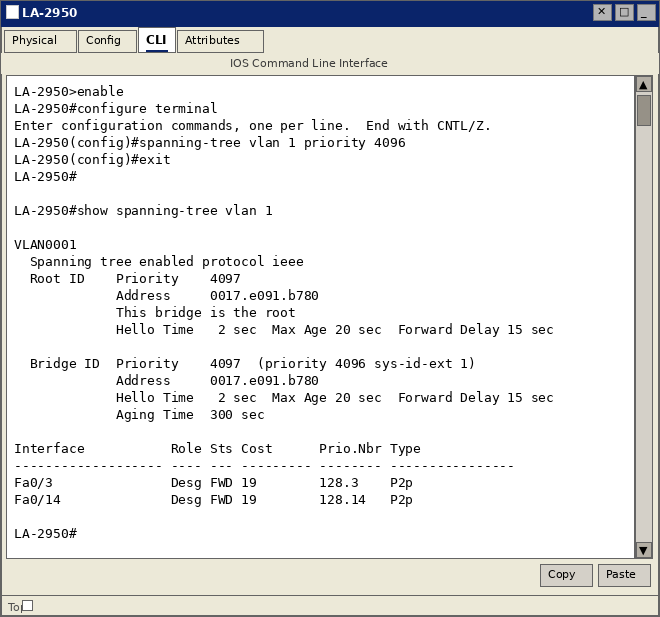 LA-2950
Physical Config CLI Attributes
IOS Command Line Interface
LA-2950>enable
LA-2950#configure terminal
Enter configuration commands, one per line.  End with CNTL/Z.
LA-2950(config)#spanning-tree vlan 1 priority 4096
LA-2950(config)#exit
LA-2950#
LA-2950#show spanning-tree vlan 1
VLAN0001
  Spanning tree enabled protocol ieee
  Root ID    Priority    4097
             Address     0017.e091.b780
             This bridge is the root
             Hello Time   2 sec  Max Age 20 sec  Forward Delay 15 sec
  Bridge ID  Priority    4097  (priority 4096 sys-id-ext 1)
             Address     0017.e091.b780
             Hello Time   2 sec  Max Age 20 sec  Forward Delay 15 sec
             Aging Time  300 sec
Interface           Role Sts Cost      Prio.Nbr Type
------------------- ---- --- --------- -------- ----------------
Fa0/3               Desg FWD 19        128.3    P2p
Fa0/14              Desg FWD 19        128.14   P2p
LA-2950#
Copy Paste
Top